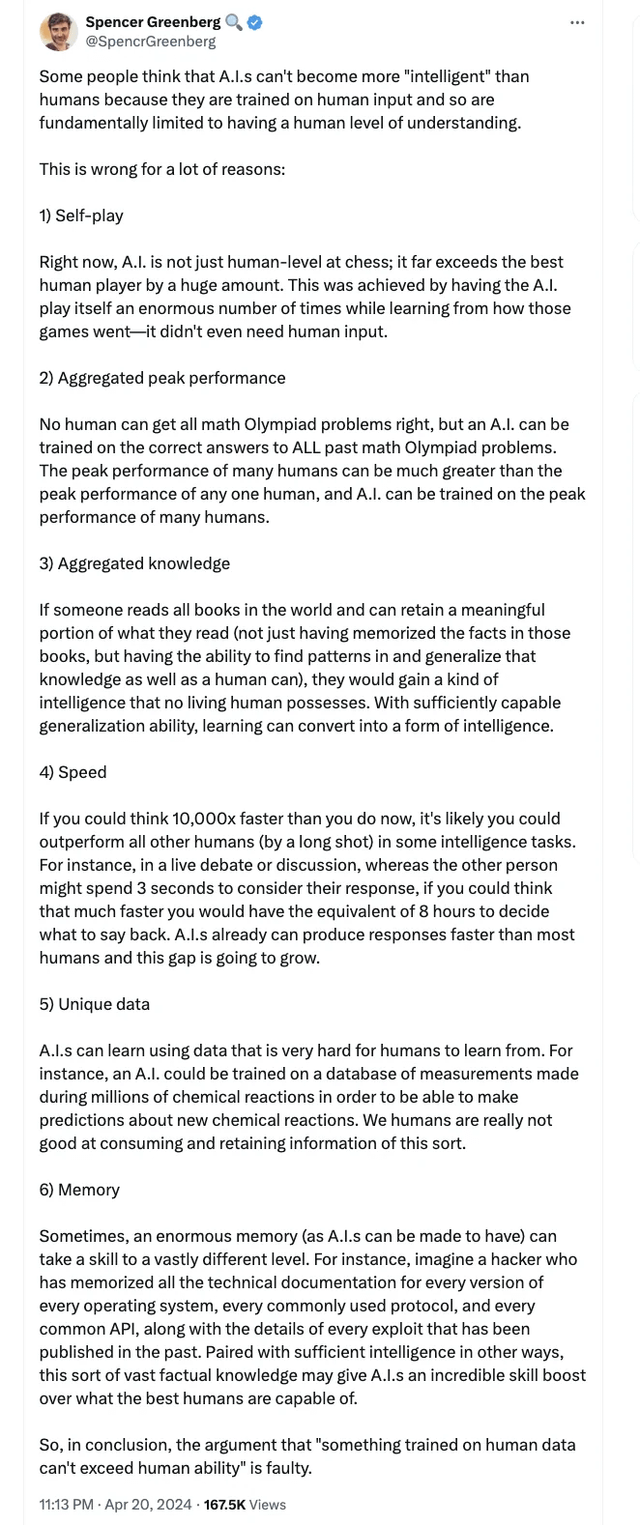 Spencer Greenberg
@SpencrGreenberg
Some people think that A.I.s can't become more "intelligent" than
humans because they are trained on human input and so are
fundamentally limited to having a human level of understanding.
This is wrong for a lot of reasons:
1) Self-play
Right now, A.I. is not just human-level at chess; it far exceeds the best
human player by a huge amount. This was achieved by having the A.I.
play itself an enormous number of times while learning from how those
games went—it didn't even need human input.
2) Aggregated peak performance
No human can get all math Olympiad problems right, but an A.I. can be
trained on the correct answers to ALL past math Olympiad problems.
The peak performance of many humans can be much greater than the
peak performance of any one human, and A.I. can be trained on the peak
performance of many humans.
3) Aggregated knowledge
If someone reads all books in the world and can retain a meaningful
portion of what they read (not just having memorized the facts in those
books, but having the ability to find patterns in and generalize that
knowledge as well as a human can), they would gain a kind of
intelligence that no living human possesses. With sufficiently capable
generalization ability, learning can convert into a form of intelligence.
4) Speed
If you could think 10,000x faster than you do now, it's likely you could
outperform all other humans (by a long shot) in some intelligence tasks.
For instance, in a live debate or discussion, whereas the other person
might spend 3 seconds to consider their response, if you could think
that much faster you would have the equivalent of 8 hours to decide
what to say back. A.I.s already can produce responses faster than most
humans and this gap is going to grow.
5) Unique data
A.I.s can learn using data that is very hard for humans to learn from. For
instance, an A.I. could be trained on a database of measurements made
during millions of chemical reactions in order to be able to make
predictions about new chemical reactions. We humans are really not
good at consuming and retaining information of this sort.
6) Memory
Sometimes, an enormous memory (as A.I.s can be made to have) can
take a skill to a vastly different level. For instance, imagine a hacker who
has memorized all the technical documentation for every version of
every operating system, every commonly used protocol, and every
common API, along with the details of every exploit that has been
published in the past. Paired with sufficient intelligence in other ways,
this sort of vast factual knowledge may give A.I.s an incredible skill boost
over what the best humans are capable of.
So, in conclusion, the argument that "something trained on human data
can't exceed human ability" is faulty.
11:13 PM · Apr 20, 2024 · 167.5K Views